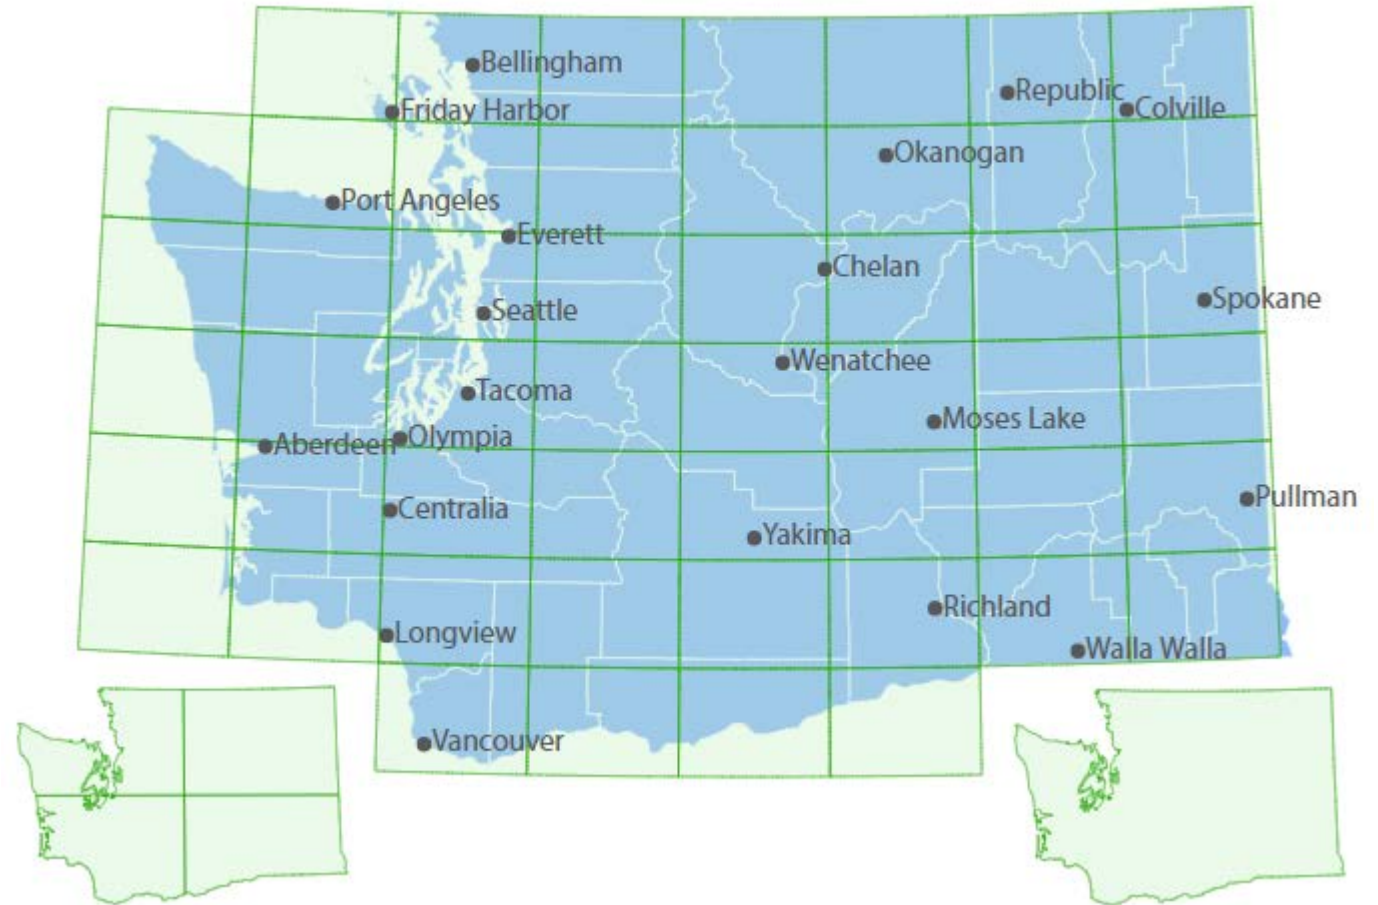 Bellingham
Republic
Friday Harbor
Colville
Okanogan
Port Angeles
Everett
Chelan
Spokane
Seattle
Wenatchee
Tacoma
Moses Lake
Aberdeen
Olympia
Centralia
Pullman
Yakima
Richland
Longview
Walla Walla
Vancouver